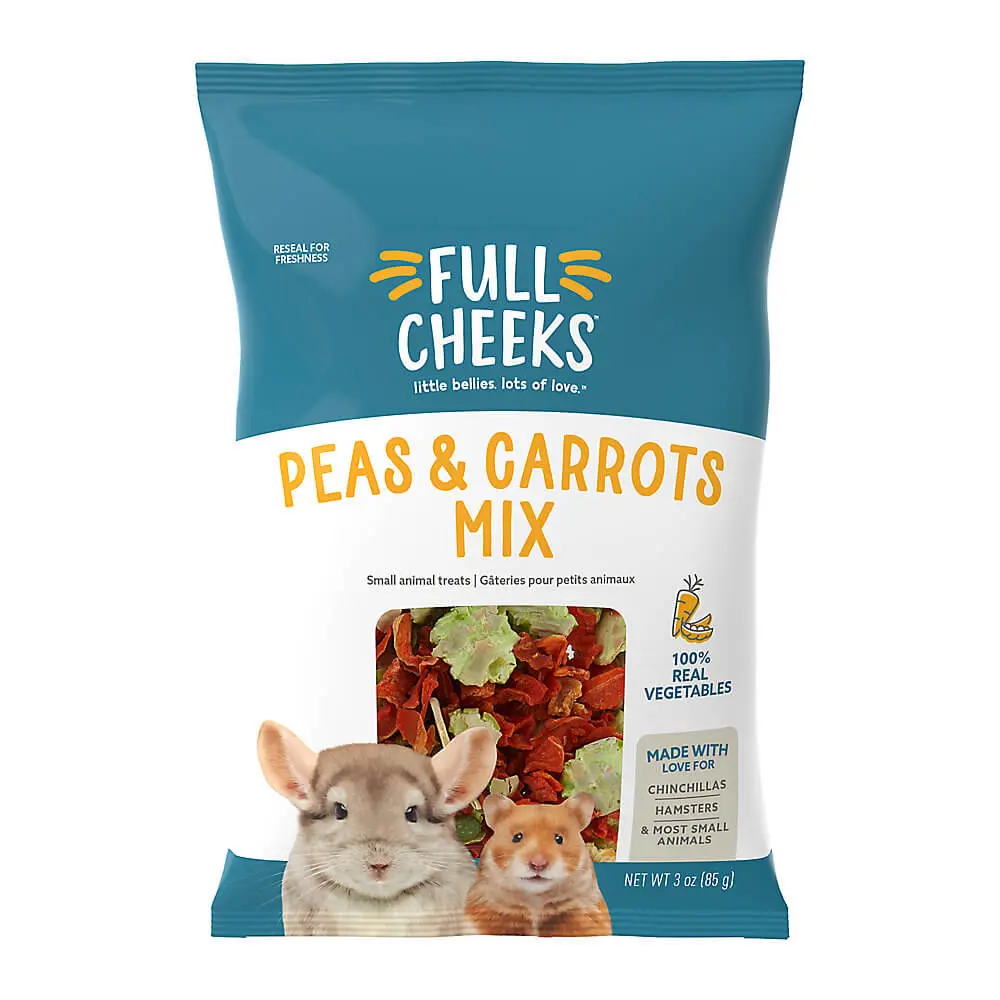 RESEAL FOR
FRESHNESS
FULL
CHEEKS™
little bellies. lots of love.™
PEAS & CARROTS
MIX
Small animal treats | Gâteries pour petits animaux
100%
REAL
VEGETABLES
MADE WITH
LOVE FOR
CHINCHILLAS
HAMSTERS
& MOST SMALL
ANIMALS
NET WT 3 oz (85 g)